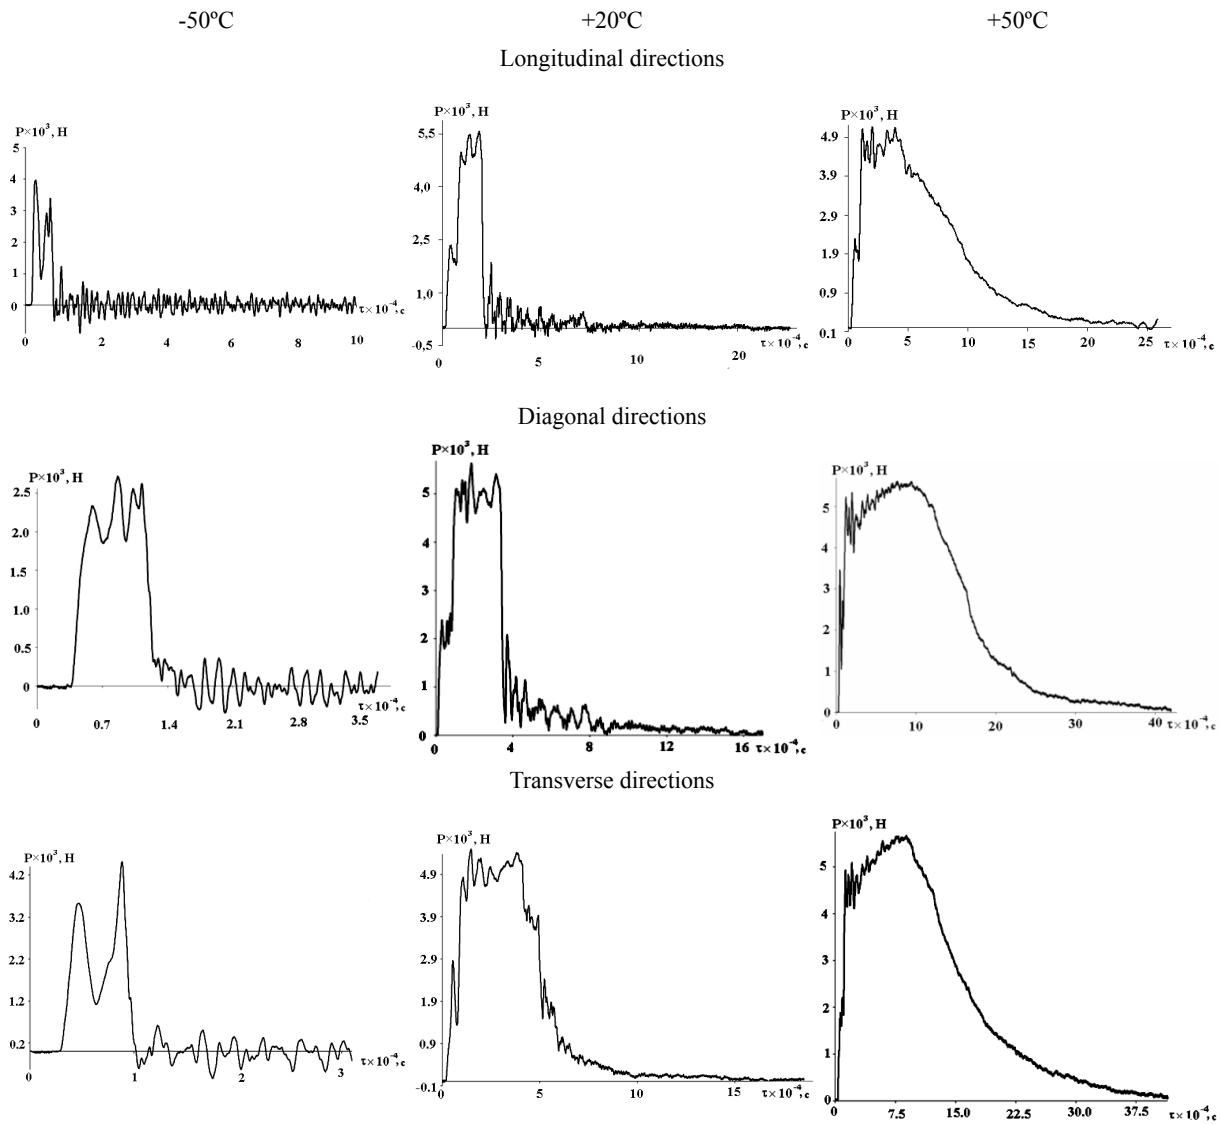 -50ºC +20ºC +50ºC
Longitudinal directions
P×10³, H
5
4
3
2
1
0
0 2 4 6 8 10
τ×10⁻⁴, c
P×10³, H
5,5
4,0
2,5
1,0
-0,5
0 5 10 20
τ×10⁻⁴, c
P×10³, H
4.9
3.9
2.9
1.9
0.9
0.1
0 5 10 15 20 25
τ×10⁻⁴, c
Diagonal directions
P×10³, H
2.5
2.0
1.5
1.0
0.5
0
0 0.7 1.4 2.1 2.8 3.5
τ×10⁻⁴, c
P×10³, H
5
4
3
2
1
0
0 4 8 12 16 τ×10⁻⁴, c
P×10³, H
5
4
3
2
1
0
0 10 20 30 40 τ×10⁻⁴, c
Transverse directions
P×10³, H
4.2
3.2
2.2
1.2
0.2
0 1 2 3
τ×10⁻⁴, c
P×10³, H
4.9
3.9
2.9
1.9
0.9
-0.1
0 5 10 15 τ×10⁻⁴, c
P×10³, H
5
4
3
2
1
0
0 7.5 15.0 22.5 30.0 37.5 τ×10⁻⁴, c